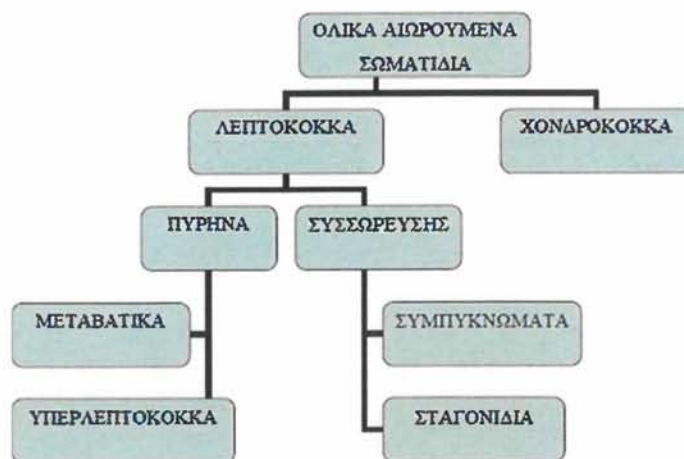 ΟΛΙΚΑ ΑΙΩΡΟΥΜΕΝΑ
ΣΩΜΑΤΙΔΙΑ
ΛΕΠΤΟΚΟΚΚΑ
ΧΟΝΔΡΟΚΟΚΚΑ
ΠΥΡΗΝΑ
ΣΥΣΣΩΡΕΥΣΗΣ
ΜΕΤΑΒΑΤΙΚΑ
ΣΥΜΠΥΚΝΩΜΑΤΑ
ΥΠΕΡΛΕΠΤΟΚΟΚΚΑ
ΣΤΑΓΟΝΙΔΙΑ